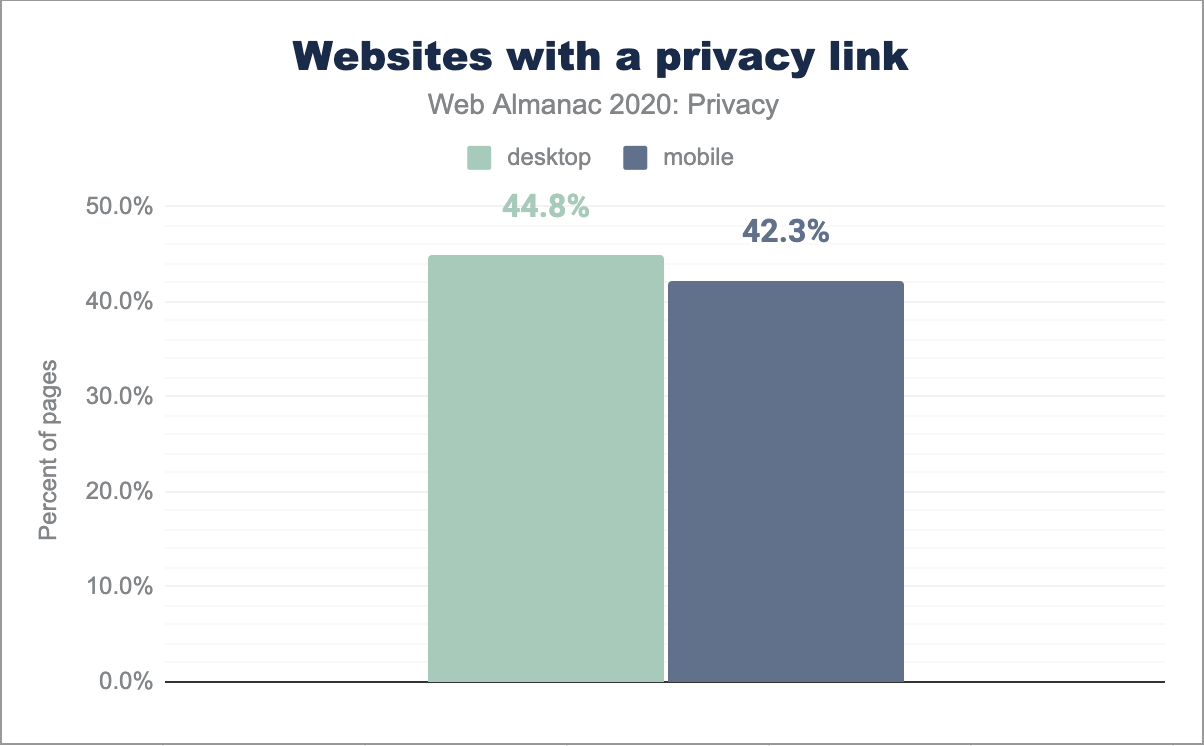 Websites with a privacy link
Web Almanac 2020: Privacy
desktop mobile
44.8%
42.3%
50.0%
40.0%
30.0%
20.0%
10.0%
0.0%
Percent of pages